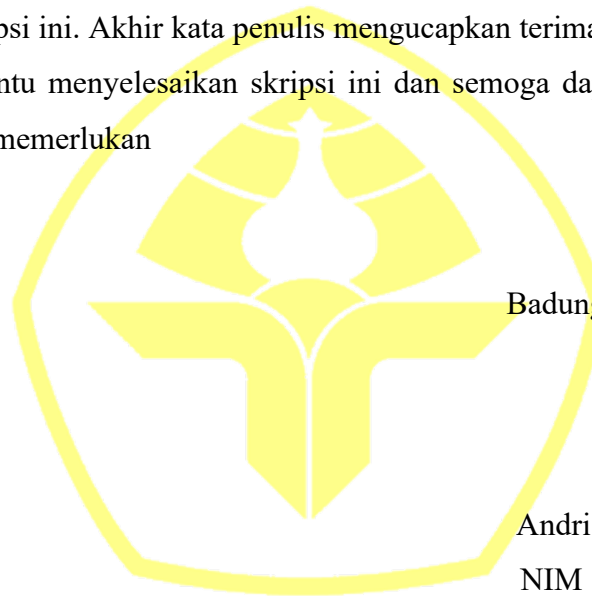 psi ini. Akhir kata penulis mengucapkan terima
ntu menyelesaikan skripsi ini dan semoga da
memerlukan
Badung
Andri
NIM